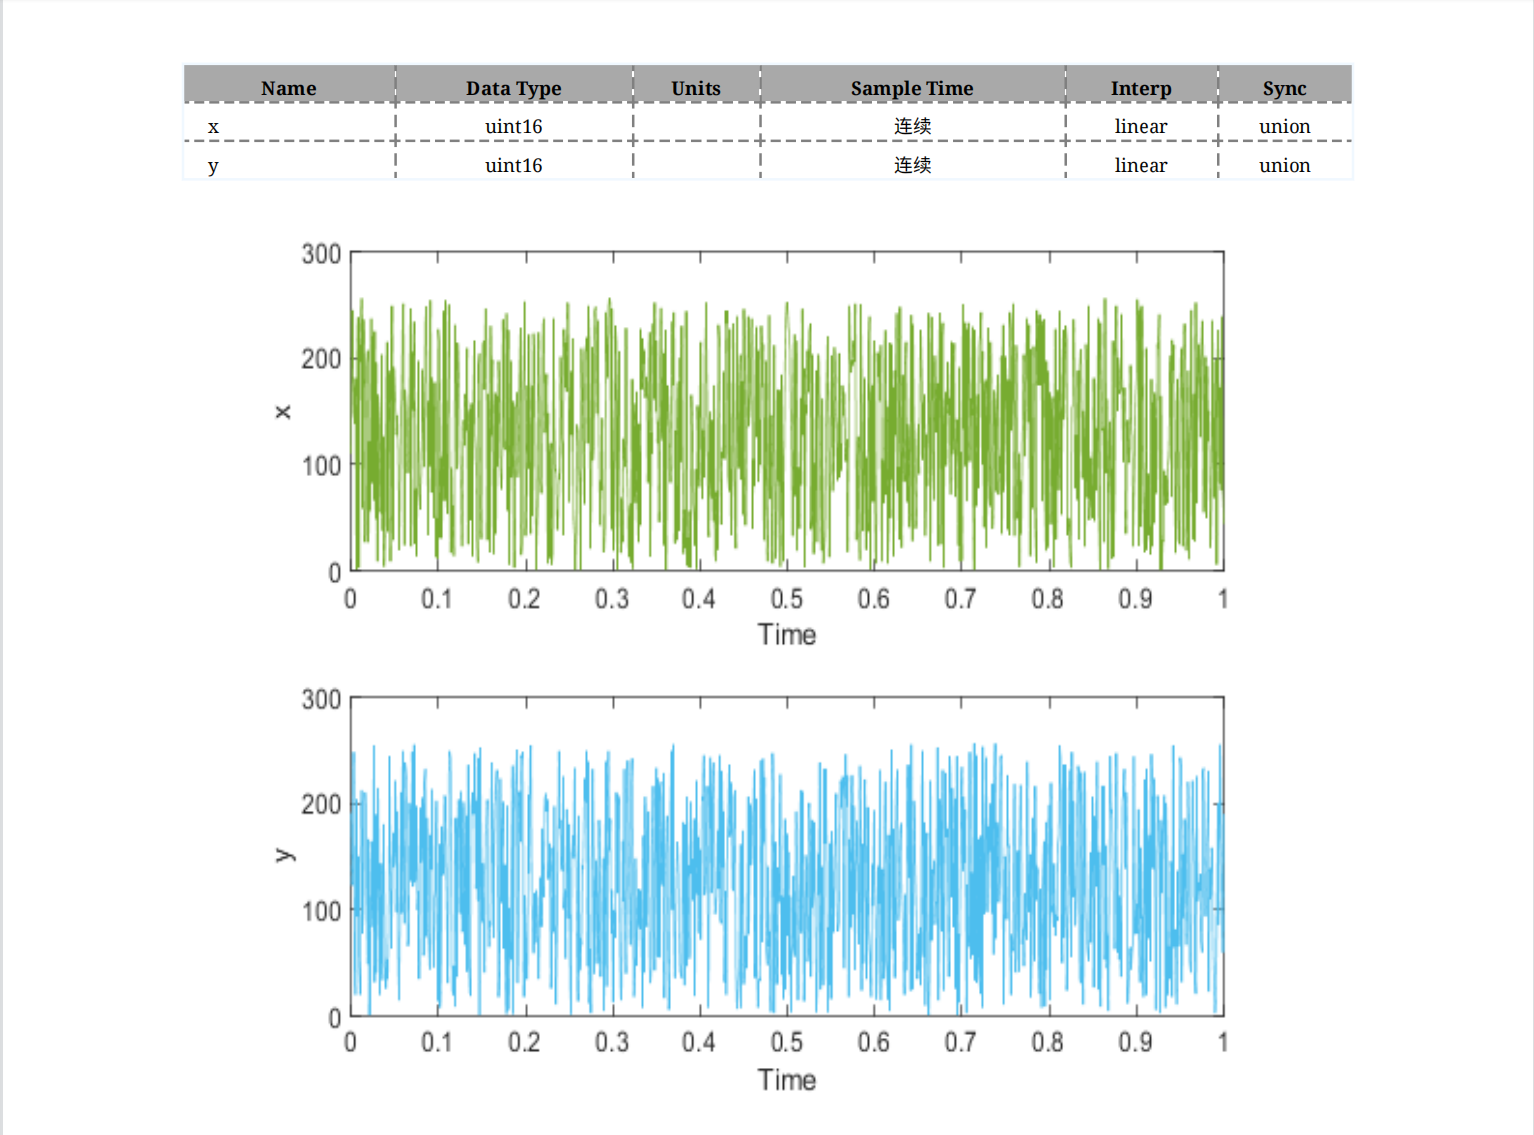 Name Data Type Units Sample Time Interp Sync
x uint16 连续 linear union
y uint16 连续 linear union
300
200
100
0
x
0 0.1 0.2 0.3 0.4 0.5 0.6 0.7 0.8 0.9 1
Time
300
200
100
0
y
0 0.1 0.2 0.3 0.4 0.5 0.6 0.7 0.8 0.9 1
Time